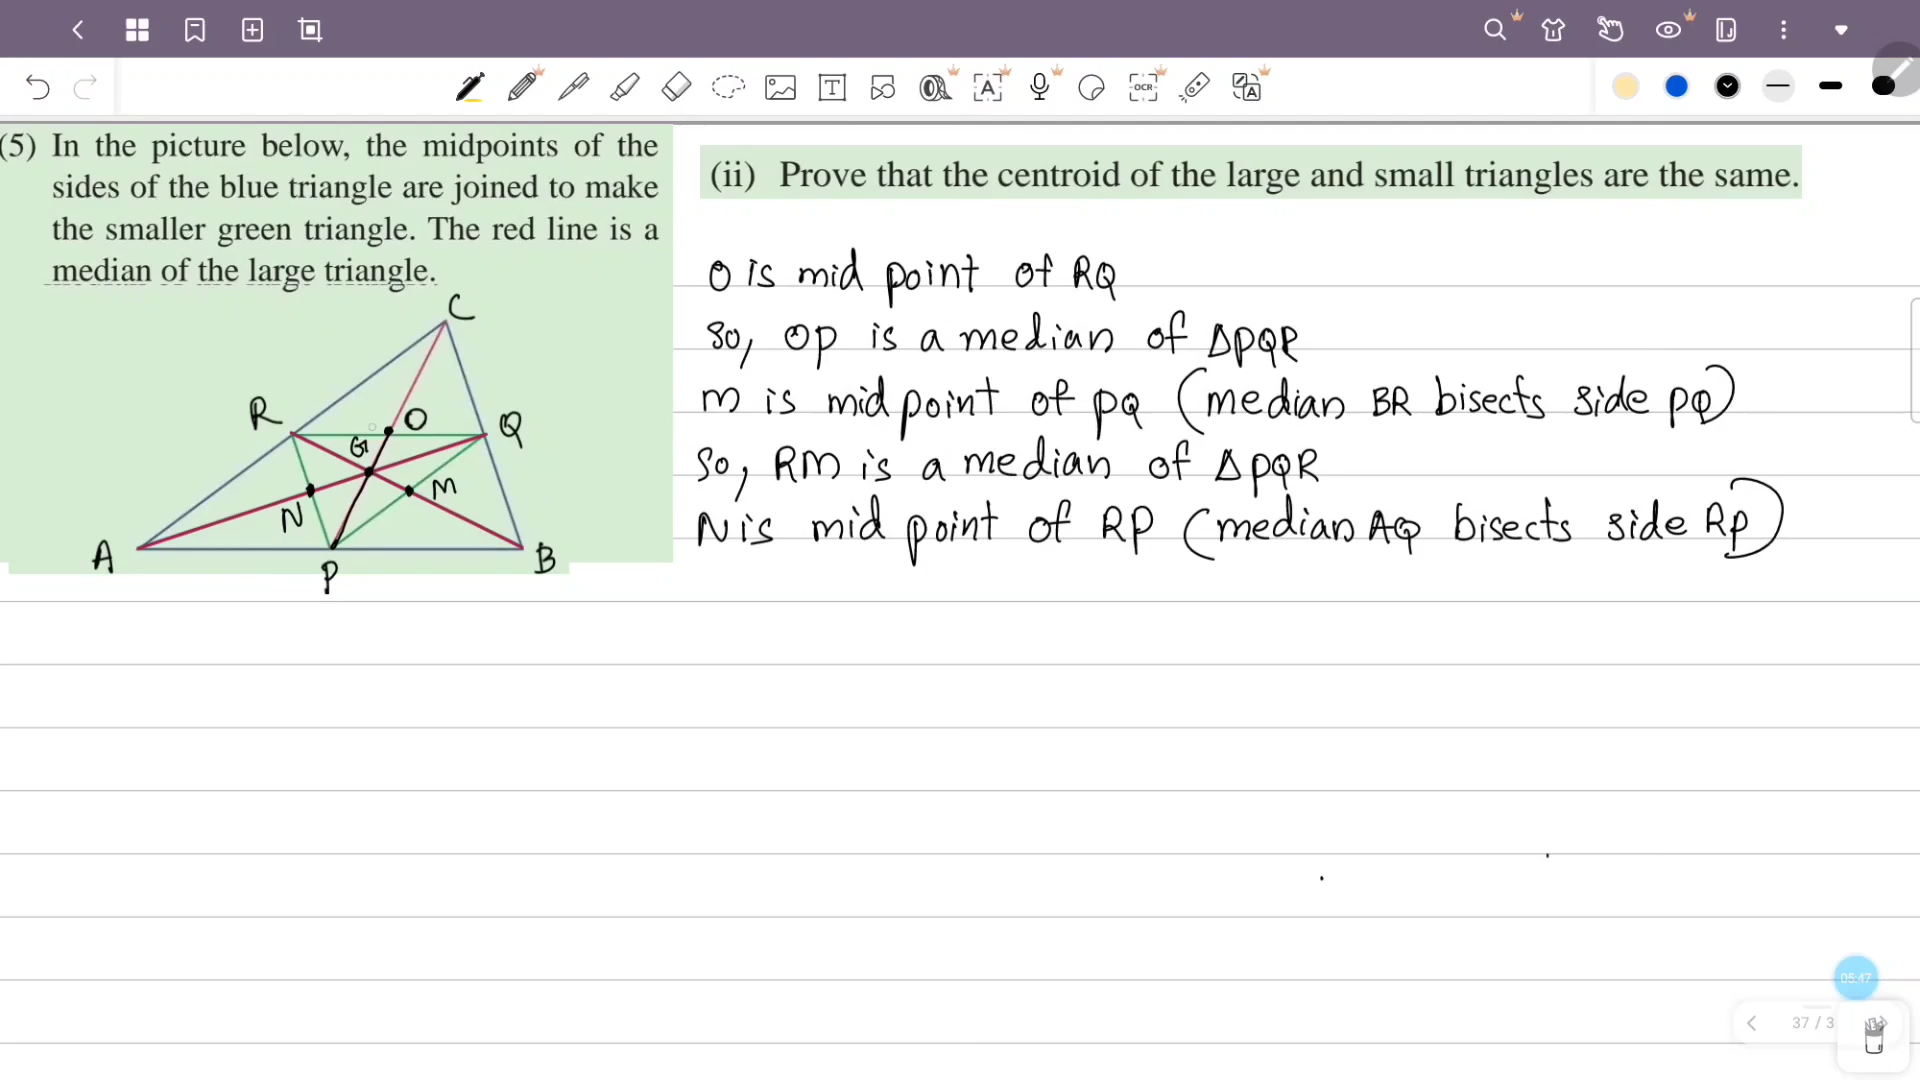 (5) In the picture below, the midpoints of the
sides of the blue triangle are joined to make
the smaller green triangle. The red line is a
median of the large triangle.
(ii) Prove that the centroid of the large and small triangles are the same.
O is mid point of RQ
So, OP is a median of ΔPQR
M is midpoint of PQ (median BR bisects side PQ)
So, RM is a median of ΔPQR
N is mid point of RP (median AQ bisects side RP)
C
R
O
Q
G
N
M
A
P
B
T
A
OCR
A
05:47
37 / 3